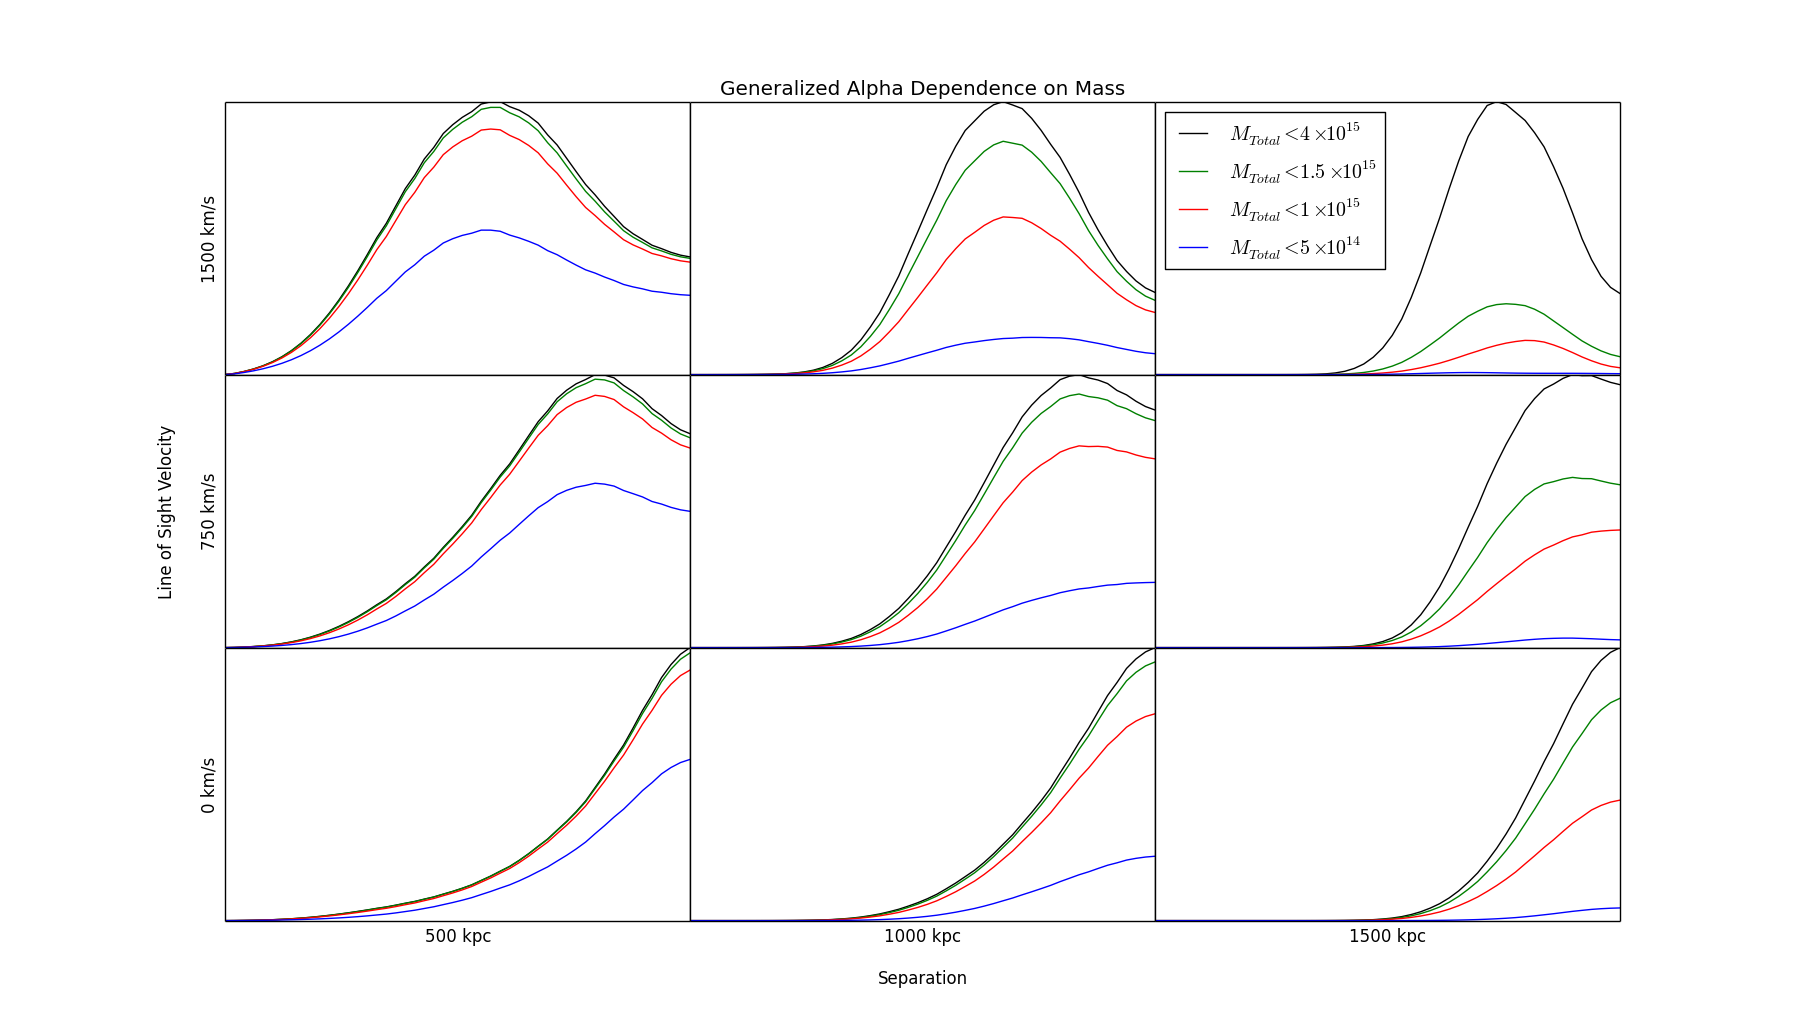 Generalized Alpha Dependence on Mass
M_Total < 4 ×10^15
M_Total < 1.5 ×10^15
M_Total < 1 ×10^15
M_Total < 5 ×10^14
Line of Sight Velocity
1500 km/s
750 km/s
0 km/s
500 kpc
1000 kpc
1500 kpc
Separation